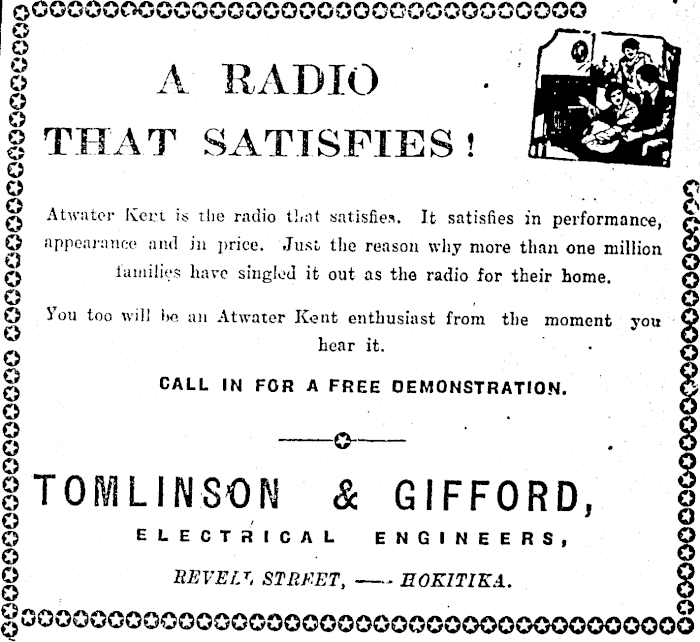 A RADIO
THAT SATISFIES!
Atwater Kert is the radio that satisfies. It satisfies in performance,
appearance and in price. Just the reason why more than one million
families have singled it out as the radio for their home.
You too will be an Atwater Kent enthusiast from the moment you
hear it.
CALL IN FOR A FREE DEMONSTRATION.
TOMLINSON & GIFFORD,
ELECTRICAL ENGINEERS,
REVELL STREET, —— HOKITIKA.